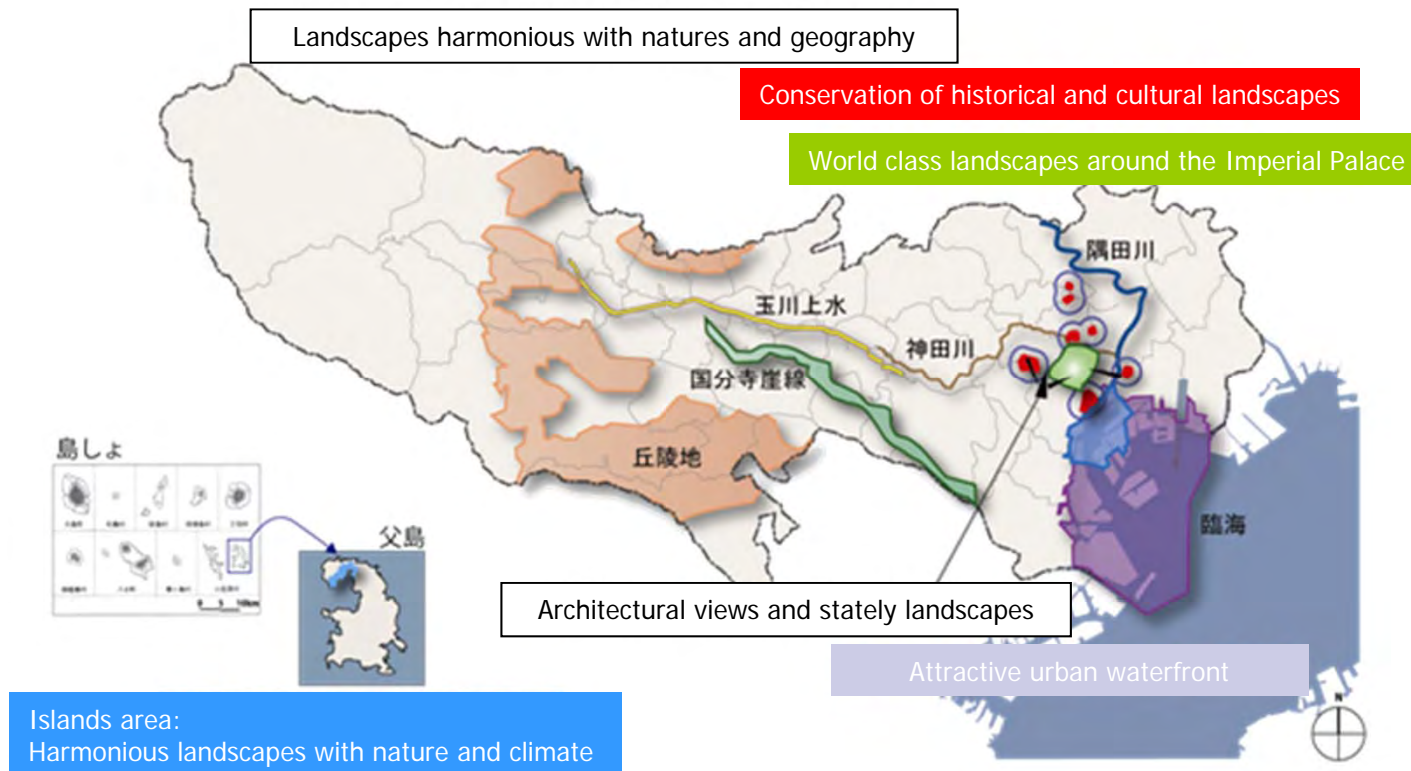 Landscapes harmonious with natures and geography
Conservation of historical and cultural landscapes
World class landscapes around the Imperial Palace
隅田川
玉川上水
神田川
国分寺崖線
丘陵地
島しょ
父島
臨海
0 5 10km
Architectural views and stately landscapes
Attractive urban waterfront
N
Islands area:
Harmonious landscapes with nature and climate